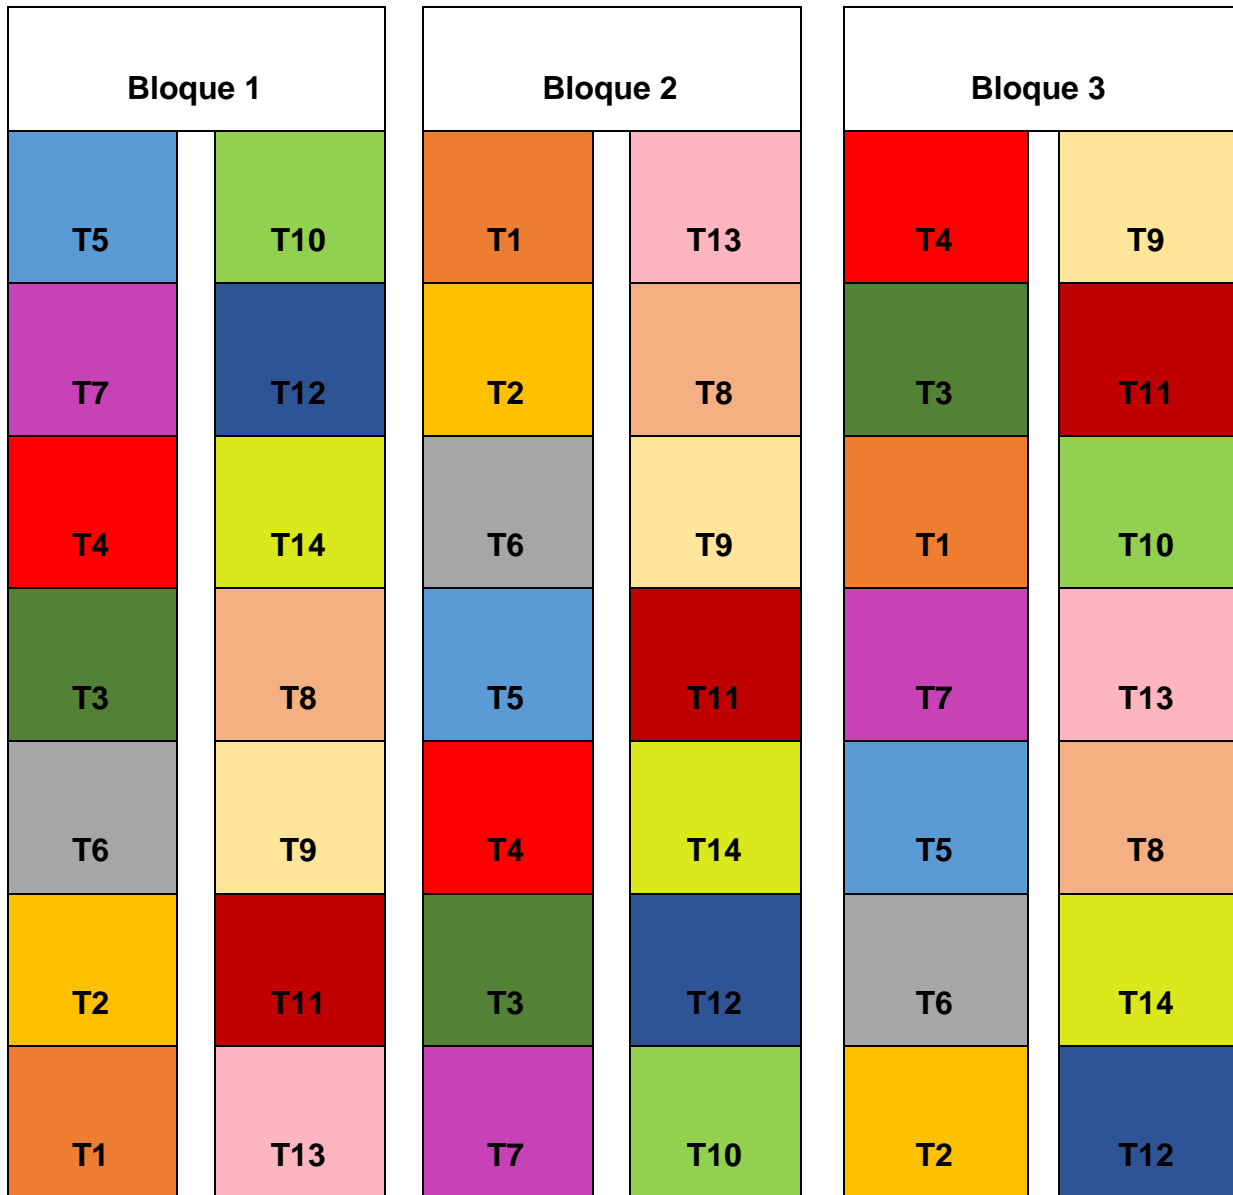 Bloque 1 Bloque 2 Bloque 3
T5 T10 T1 T13 T4 T9
T7 T12 T2 T8 T3 T11
T4 T14 T6 T9 T1 T10
T3 T8 T5 T11 T7 T13
T6 T9 T4 T14 T5 T8
T2 T11 T3 T12 T6 T14
T1 T13 T7 T10 T2 T12